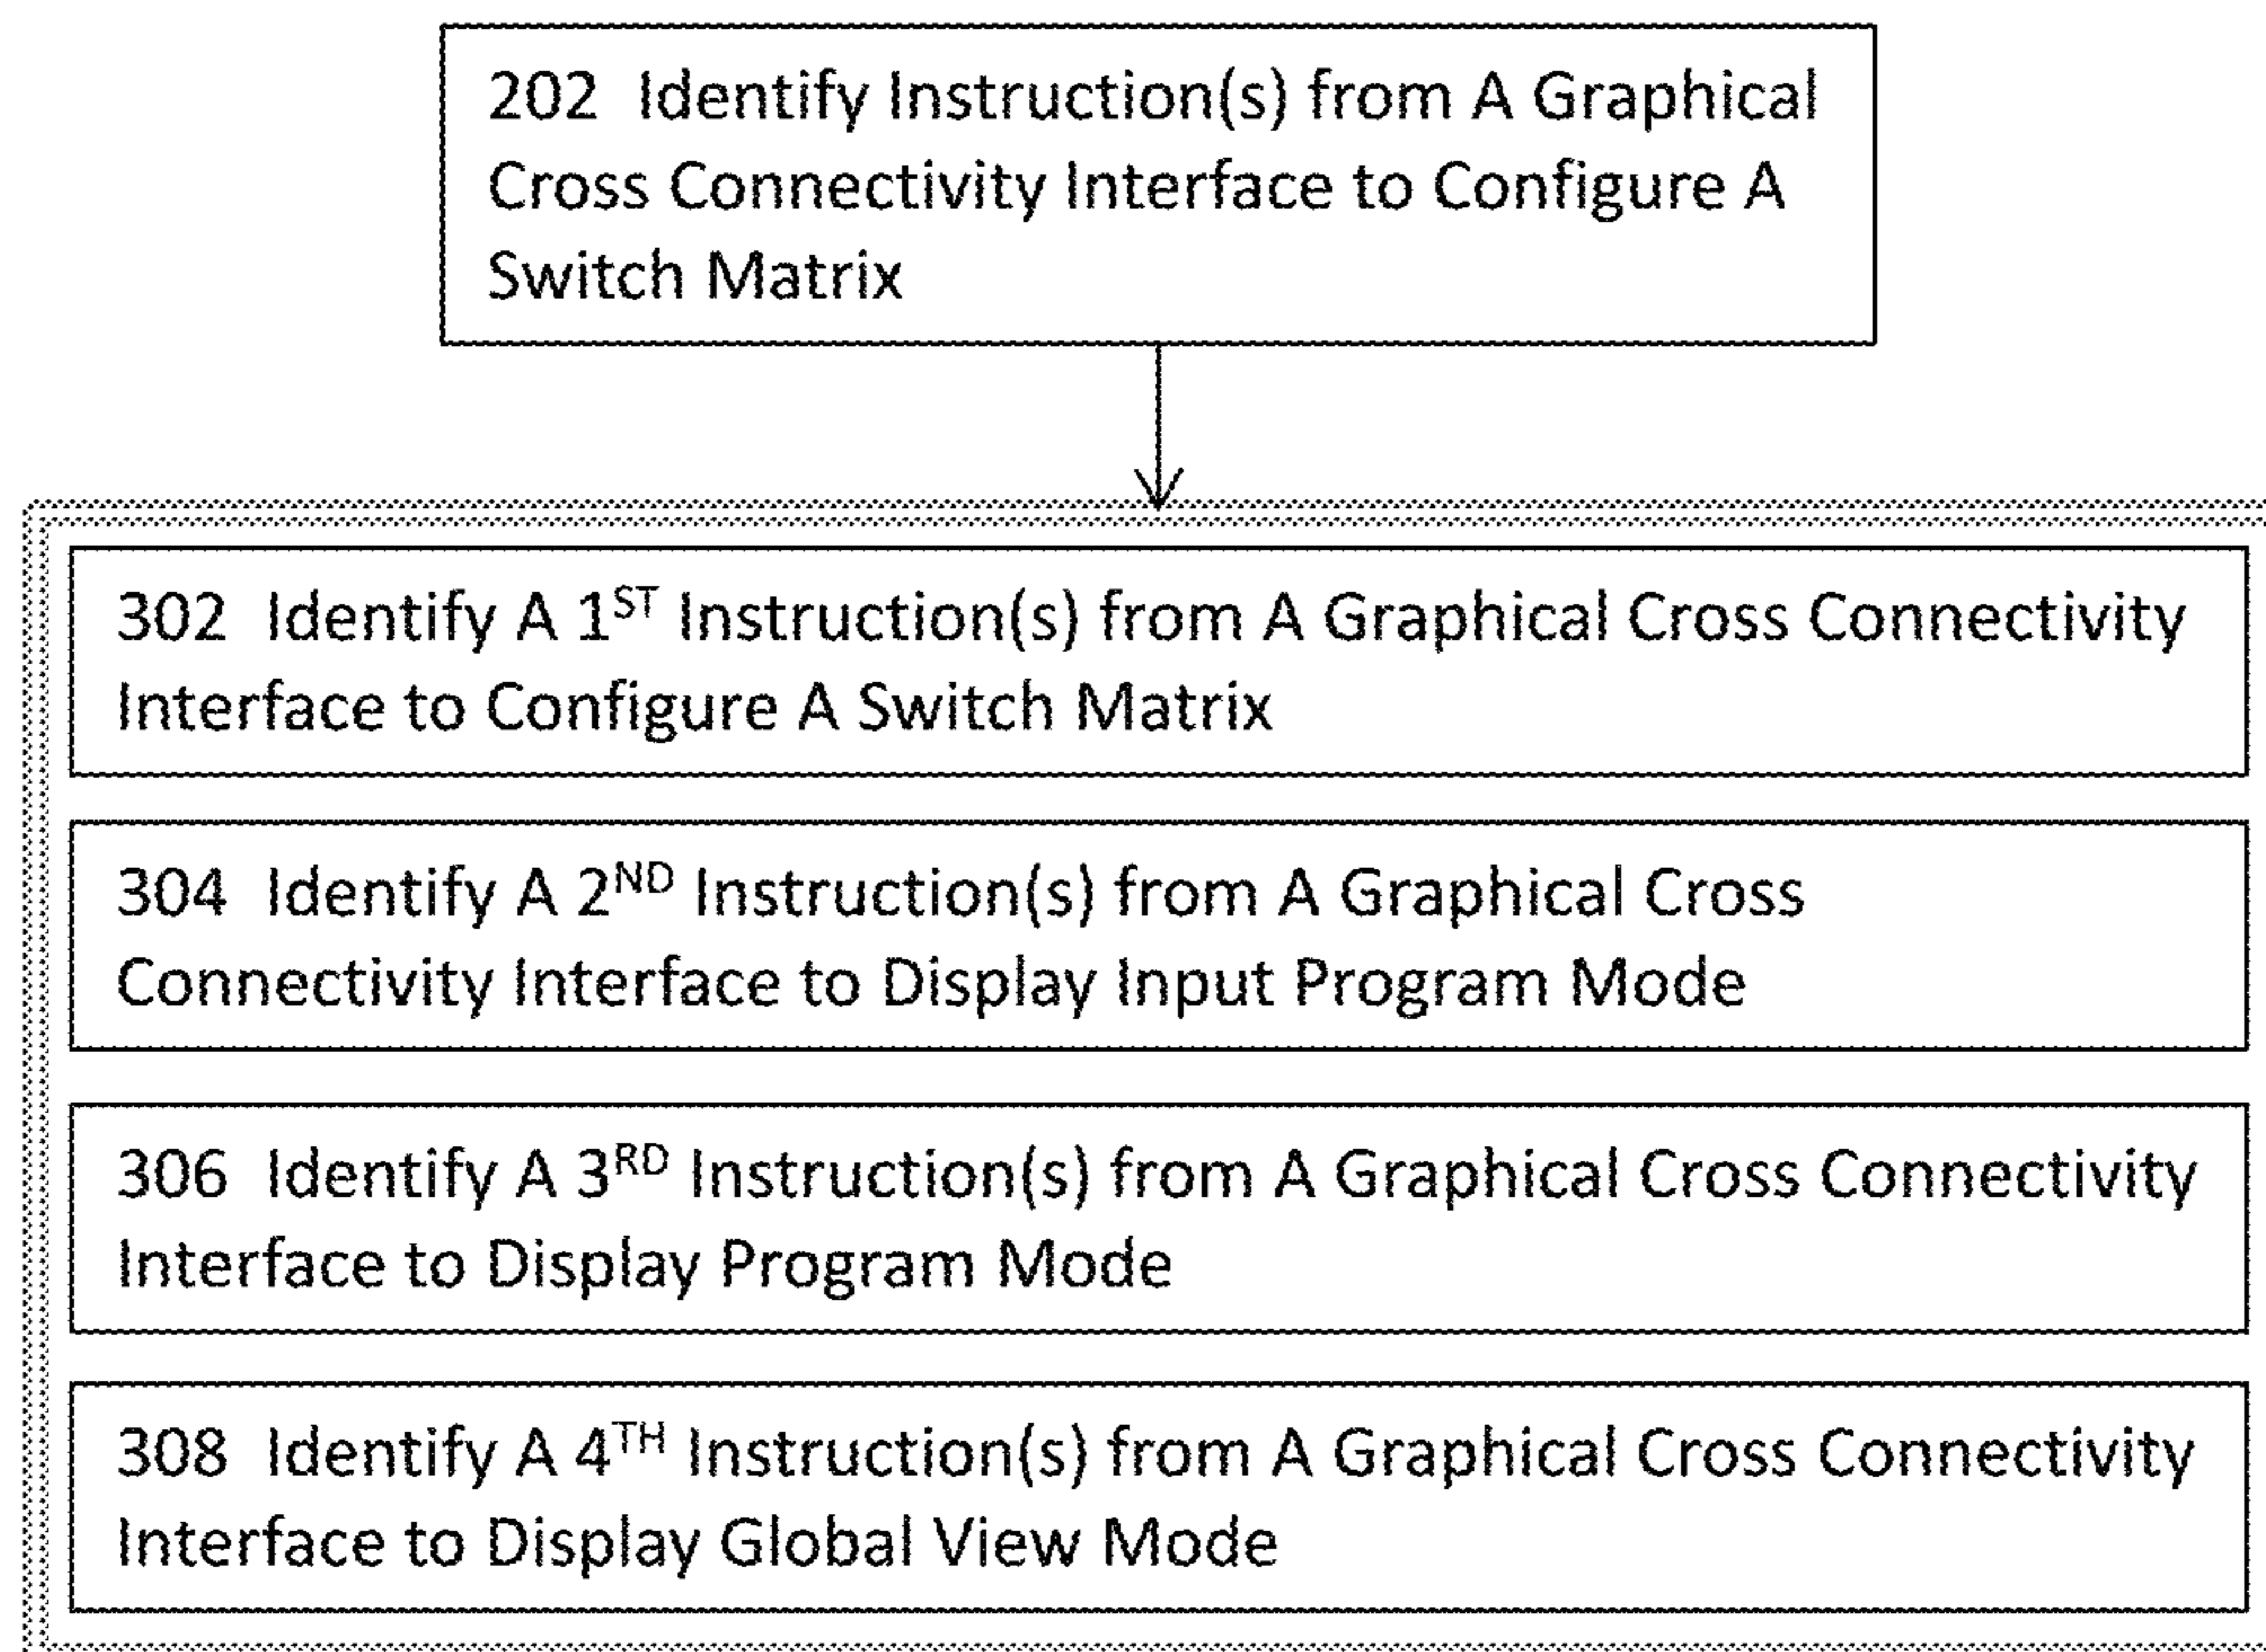 202 Identify Instruction(s) from A Graphical
Cross Connectivity Interface to Configure A
Switch Matrix
302 Identify A 1ST Instruction(s) from A Graphical Cross Connectivity
Interface to Configure A Switch Matrix
304 Identify A 2ND Instruction(s) from A Graphical Cross
Connectivity Interface to Display Input Program Mode
306 Identify A 3RD Instruction(s) from A Graphical Cross Connectivity
Interface to Display Program Mode
308 Identify A 4TH Instruction(s) from A Graphical Cross Connectivity
Interface to Display Global View Mode